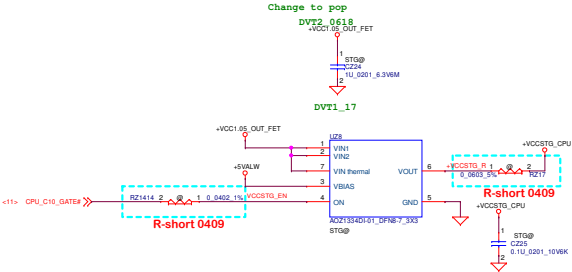 Change to pop
DVT2_0618
+VCC1.05_OUT_FET
1
STG@
CZ24
1U_0201_6.3V6M
2
DVT1_17
+VCC1.05_OUT_FET
UZ8
1 VIN1
2 VIN2
7 VIN thermal
VOUT 6
+5VALW
3 VBIAS
4 ON
GND 5
AOZ1334DI-01_DFN8-7_3X3
STG@
+VCCSTG_R 1 @ 2
0_0603_5% RZ17
+VCCSTG_CPU
R-short 0409
<11> CPU_C10_GATE#
RZ1414 2 @ 1 0_0402_1%
VCCSTG_EN
R-short 0409
+VCCSTG_CPU
1
STG@
CZ25
0.1U_0201_10V6K
2